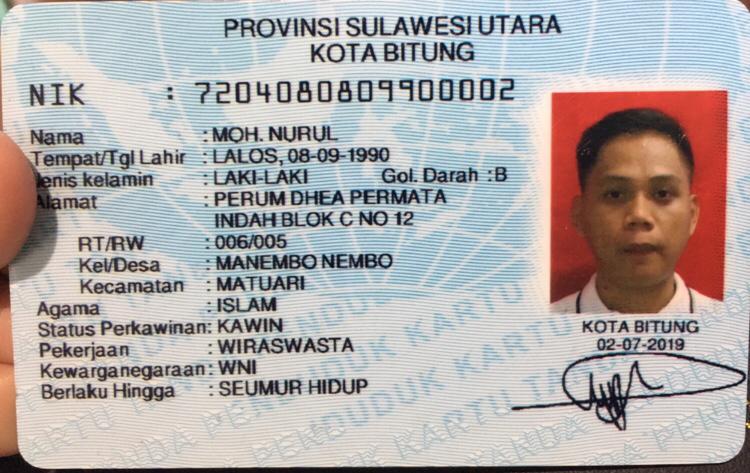 PROVINSI SULAWESI UTARA
KOTA BITUNG
NIK : 7204080809900002
Nama : MOH. NURUL
Tempat/Tgl Lahir : LALOS, 08-09-1990
Jenis kelamin : LAKI-LAKI Gol. Darah :B
Alamat : PERUM DHEA PERMATA
INDAH BLOK C NO 12
RT/RW : 006/005
Kel/Desa : MANEMBO NEMBO
Kecamatan : MATUARI
Agama : ISLAM
Status Perkawinan: KAWIN
Pekerjaan : WIRASWASTA
Kewarganegaraan: WNI
Berlaku Hingga : SEUMUR HIDUP
KOTA BITUNG
02-07-2019